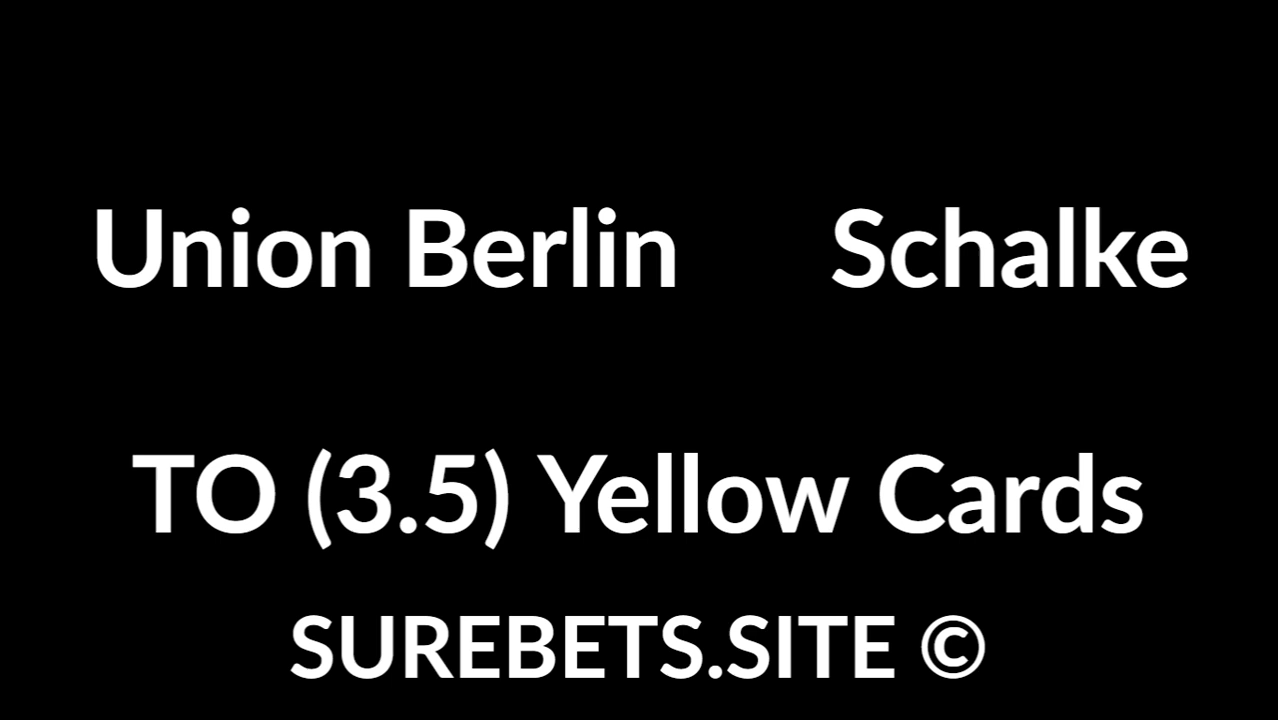 Union Berlin Schalke
TO (3.5) Yellow Cards
SUREBETS.SITE ©